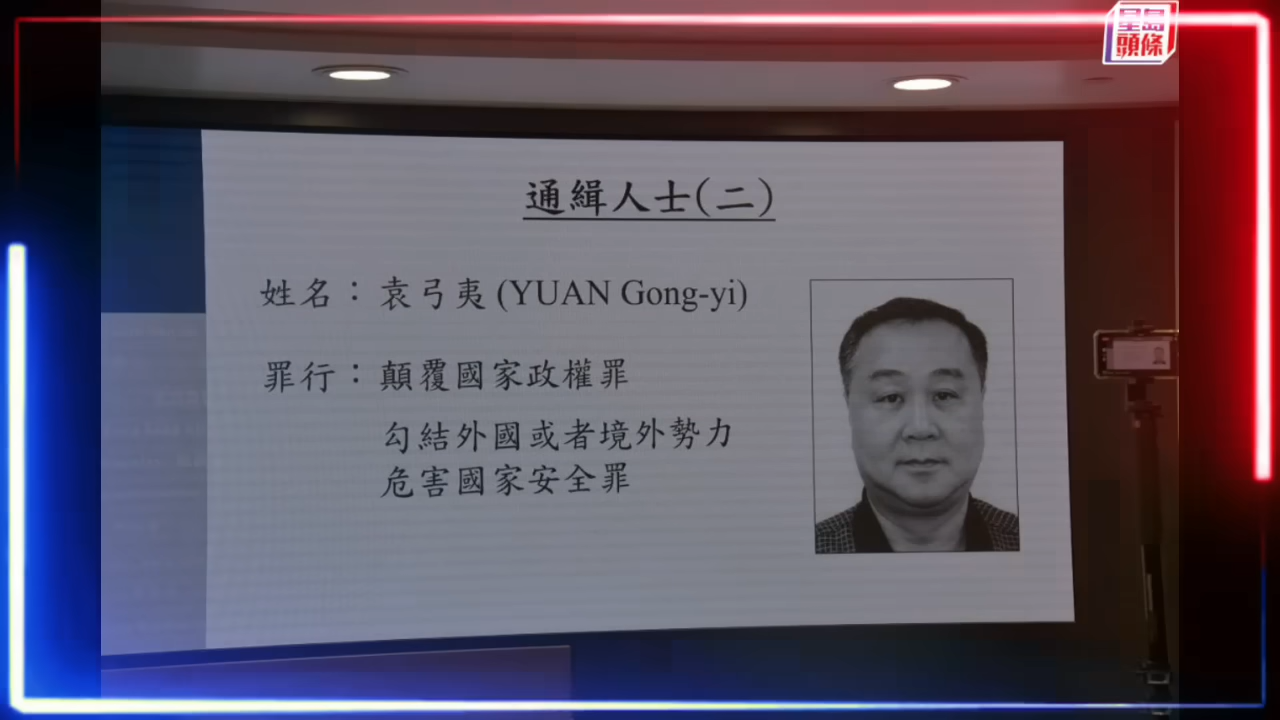 星島
頭條
通緝人士(二)
姓名：袁弓夷 (YUAN Gong-yi)
罪行：顛覆國家政權罪
勾結外國或者境外勢力
危害國家安全罪